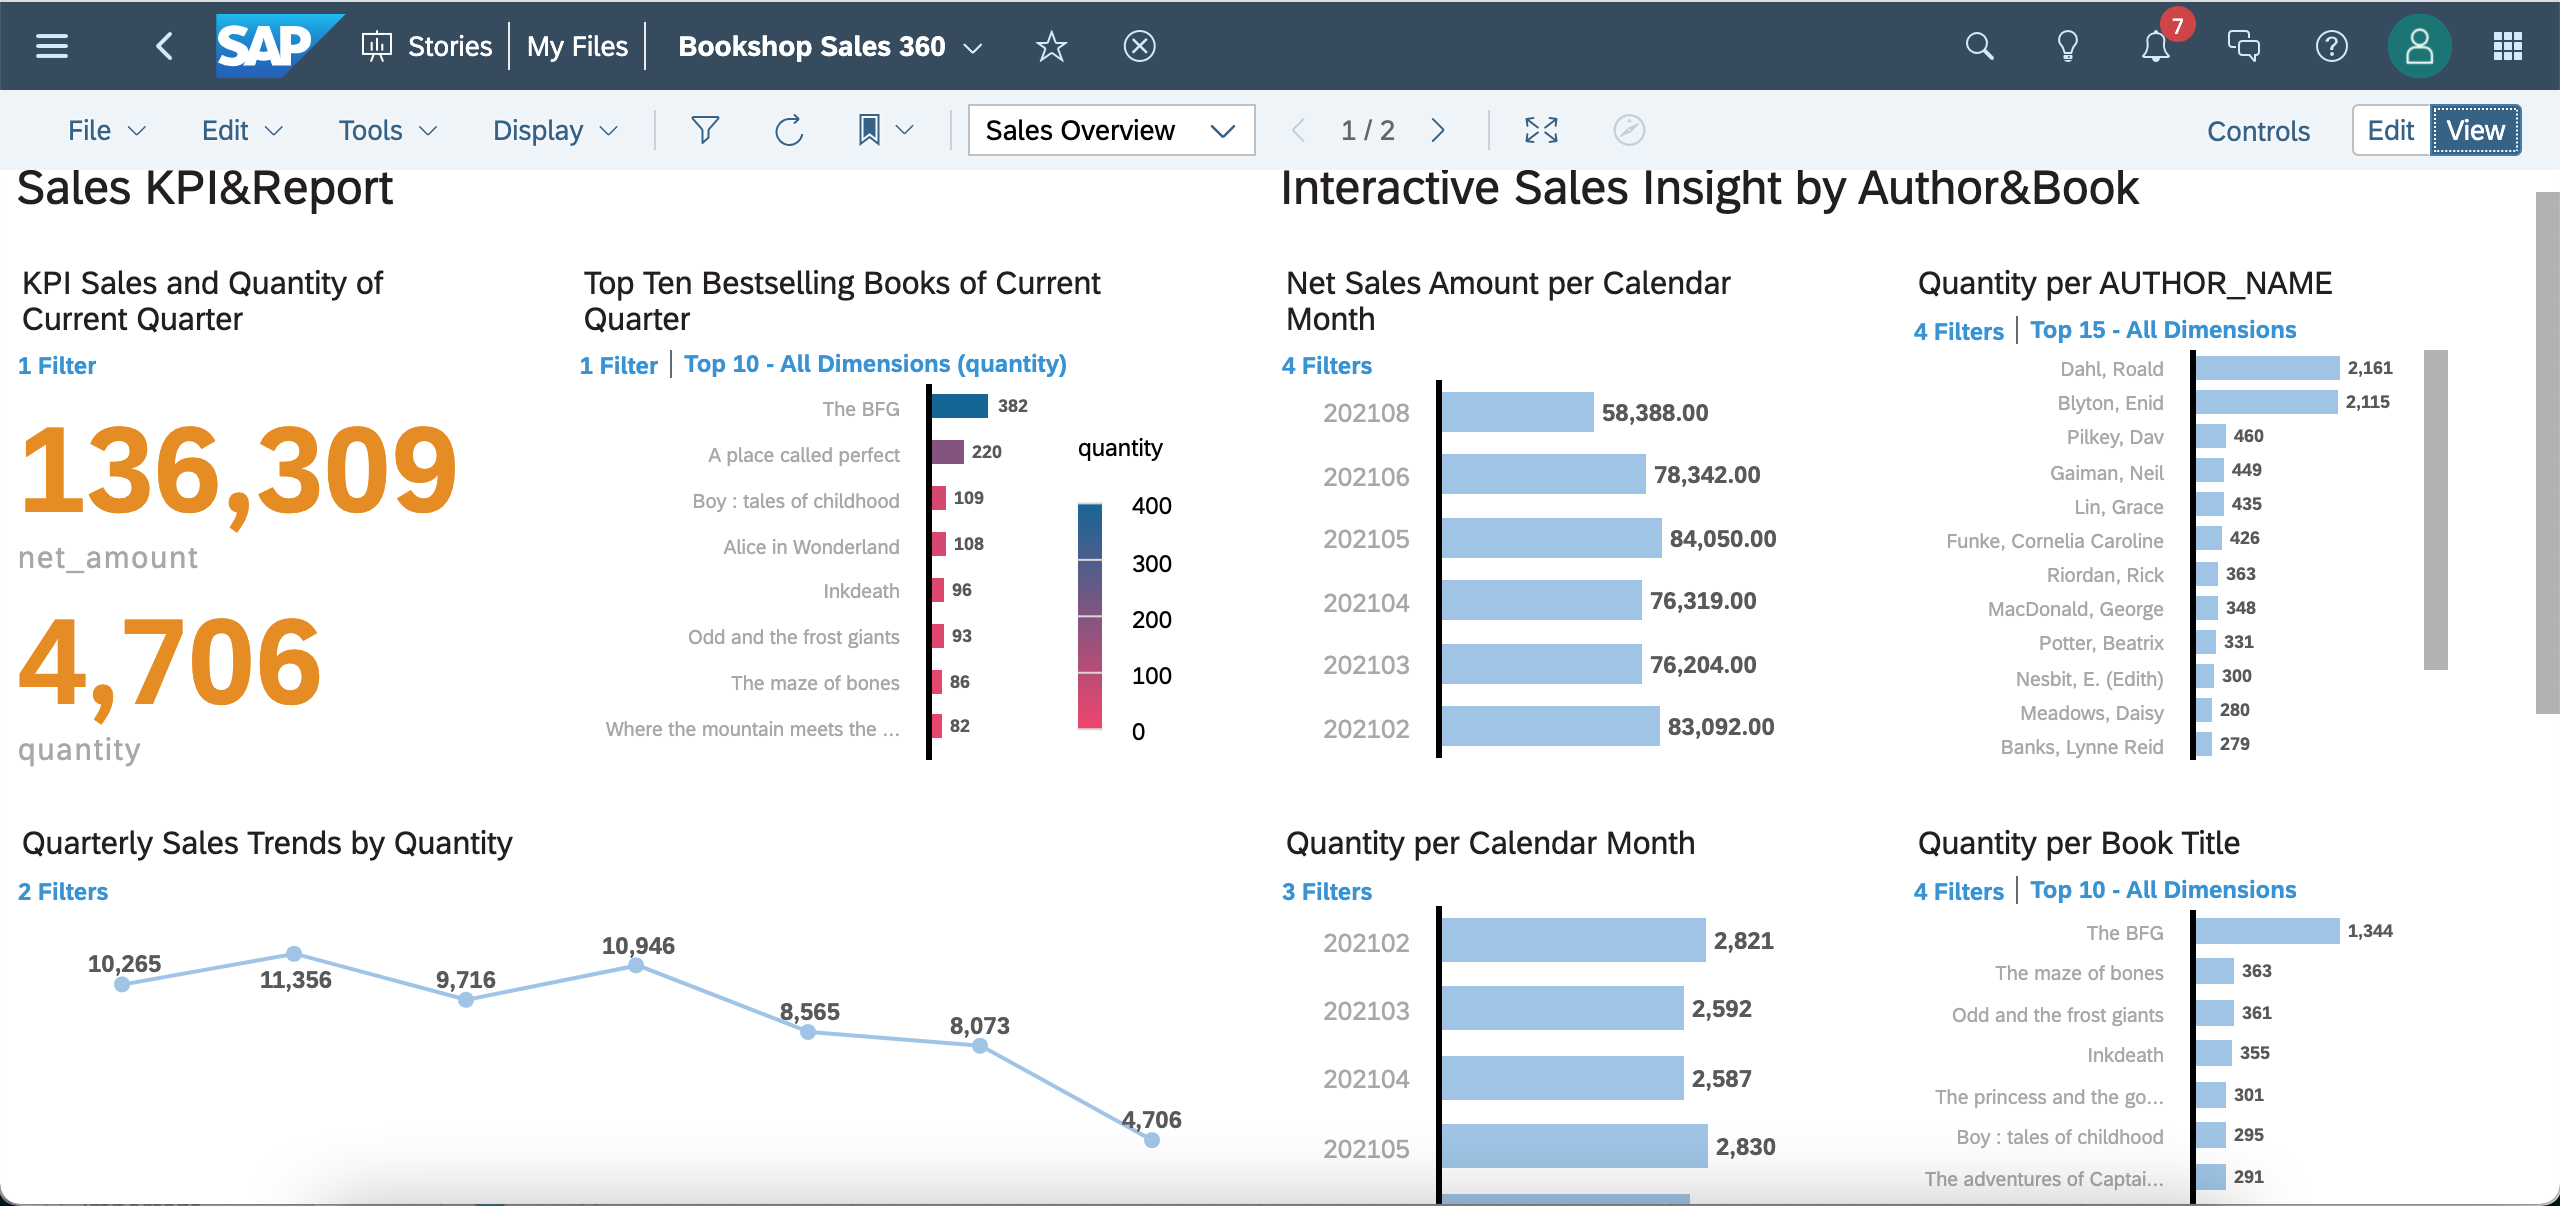 SAP Stories My Files Bookshop Sales 360 7
File Edit Tools Display Sales Overview 1 / 2 Controls Edit View
Sales KPI&Report
KPI Sales and Quantity of
Current Quarter
1 Filter
136,309
net_amount
4,706
quantity
Top Ten Bestselling Books of Current
Quarter
1 Filter Top 10 - All Dimensions (quantity)
The BFG 382
A place called perfect 220
Boy : tales of childhood 109
Alice in Wonderland 108
Inkdeath 96
Odd and the frost giants 93
The maze of bones 86
Where the mountain meets the ... 82
quantity
400
300
200
100
0
Quarterly Sales Trends by Quantity
2 Filters
10,265
11,356
9,716
10,946
8,565
8,073
4,706
Interactive Sales Insight by Author&Book
Net Sales Amount per Calendar
Month
4 Filters
202108 58,388.00
202106 78,342.00
202105 84,050.00
202104 76,319.00
202103 76,204.00
202102 83,092.00
Quantity per AUTHOR_NAME
4 Filters Top 15 - All Dimensions
Dahl, Roald 2,161
Blyton, Enid 2,115
Pilkey, Dav 460
Gaiman, Neil 449
Lin, Grace 435
Funke, Cornelia Caroline 426
Riordan, Rick 363
MacDonald, George 348
Potter, Beatrix 331
Nesbit, E. (Edith) 300
Meadows, Daisy 280
Banks, Lynne Reid 279
Quantity per Calendar Month
3 Filters
202102 2,821
202103 2,592
202104 2,587
202105 2,830
Quantity per Book Title
4 Filters Top 10 - All Dimensions
The BFG 1,344
The maze of bones 363
Odd and the frost giants 361
Inkdeath 355
The princess and the go... 301
Boy : tales of childhood 295
The adventures of Captai... 291